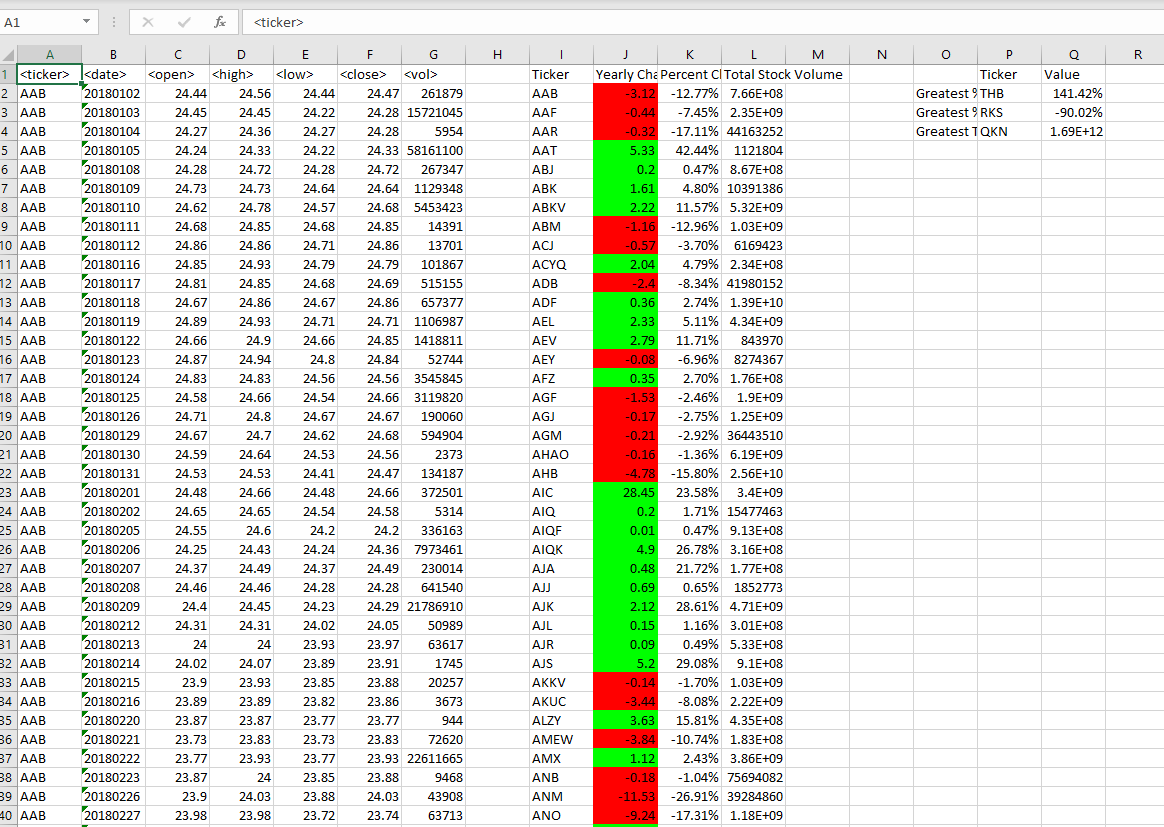 A1 fx <ticker>
A B C D E F G H I J K L M N O P Q R
1 <ticker> <date> <open> <high> <low> <close> <vol> Ticker Yearly Cha Percent C Total Stock Volume Ticker Value
2 AAB 20180102 24.44 24.56 24.44 24.47 261879 AAB -3.12 -12.77% 7.66E+08 Greatest % THB 141.42%
3 AAB 20180103 24.45 24.45 24.22 24.28 15721045 AAF -0.44 -7.45% 2.35E+09 Greatest % RKS -90.02%
4 AAB 20180104 24.27 24.36 24.27 24.28 5954 AAR -0.32 -17.11% 44163252 Greatest T QKN 1.69E+12
5 AAB 20180105 24.24 24.33 24.22 24.33 58161100 AAT 5.33 42.44% 1121804
6 AAB 20180108 24.28 24.72 24.28 24.72 267347 ABJ 0.2 0.47% 8.67E+08
7 AAB 20180109 24.73 24.73 24.64 24.64 1129348 ABK 1.61 4.80% 10391386
8 AAB 20180110 24.62 24.78 24.57 24.68 5453423 ABKV 2.22 11.57% 5.32E+09
9 AAB 20180111 24.68 24.85 24.68 24.85 14391 ABM -1.16 -12.96% 1.03E+09
10 AAB 20180112 24.86 24.86 24.71 24.86 13701 ACJ -0.57 -3.70% 6169423
11 AAB 20180116 24.85 24.93 24.79 24.79 101867 ACYQ 2.04 4.79% 2.34E+08
12 AAB 20180117 24.81 24.85 24.68 24.69 515155 ADB -2.4 -8.34% 41980152
13 AAB 20180118 24.67 24.86 24.67 24.86 657377 ADF 0.36 2.74% 1.39E+10
14 AAB 20180119 24.89 24.93 24.71 24.71 1106987 AEL 2.33 5.11% 4.34E+09
15 AAB 20180122 24.66 24.9 24.66 24.85 1418811 AEV 2.79 11.71% 843970
16 AAB 20180123 24.87 24.94 24.8 24.84 52744 AEY -0.08 -6.96% 8274367
17 AAB 20180124 24.83 24.83 24.56 24.56 3545845 AFZ 0.35 2.70% 1.76E+08
18 AAB 20180125 24.58 24.66 24.54 24.66 3119820 AGF -1.53 -2.46% 1.9E+09
19 AAB 20180126 24.71 24.8 24.67 24.67 190060 AGJ -0.17 -2.75% 1.25E+09
20 AAB 20180129 24.67 24.7 24.62 24.68 594904 AGM -0.21 -2.92% 36443510
21 AAB 20180130 24.59 24.64 24.53 24.56 2373 AHAO -0.16 -1.36% 6.19E+09
22 AAB 20180131 24.53 24.53 24.41 24.47 134187 AHB -4.78 -15.80% 2.56E+10
23 AAB 20180201 24.48 24.66 24.48 24.66 372501 AIC 28.45 23.58% 3.4E+09
24 AAB 20180202 24.65 24.65 24.54 24.58 5314 AIQ 0.2 1.71% 15477463
25 AAB 20180205 24.55 24.6 24.2 24.2 336163 AIQF 0.01 0.47% 9.13E+08
26 AAB 20180206 24.25 24.43 24.24 24.36 7973461 AIQK 4.9 26.78% 3.16E+08
27 AAB 20180207 24.37 24.49 24.37 24.49 230014 AJA 0.48 21.72% 1.77E+08
28 AAB 20180208 24.46 24.46 24.28 24.28 641540 AJJ 0.69 0.65% 1852773
29 AAB 20180209 24.4 24.45 24.23 24.29 21786910 AJK 2.12 28.61% 4.71E+09
30 AAB 20180212 24.31 24.31 24.02 24.05 50989 AJL 0.15 1.16% 3.01E+08
31 AAB 20180213 24 24 23.93 23.97 63617 AJR 0.09 0.49% 5.33E+08
32 AAB 20180214 24.02 24.07 23.89 23.91 1745 AJS 5.2 29.08% 9.1E+08
33 AAB 20180215 23.9 23.93 23.85 23.88 20257 AKKV -0.14 -1.70% 1.03E+09
34 AAB 20180216 23.89 23.89 23.82 23.86 3673 AKUC -3.44 -8.08% 2.22E+09
35 AAB 20180220 23.87 23.87 23.77 23.77 944 ALZY 3.63 15.81% 4.35E+08
36 AAB 20180221 23.73 23.83 23.73 23.83 72620 AMEW -3.84 -10.74% 1.83E+08
37 AAB 20180222 23.77 23.93 23.77 23.93 22611665 AMX 1.12 2.43% 3.86E+09
38 AAB 20180223 23.87 24 23.85 23.88 9468 ANB -0.18 -1.04% 75694082
39 AAB 20180226 23.9 24.03 23.88 24.03 43908 ANM -11.53 -26.91% 39284860
40 AAB 20180227 23.98 23.98 23.72 23.74 63713 ANO -9.24 -17.31% 1.18E+09